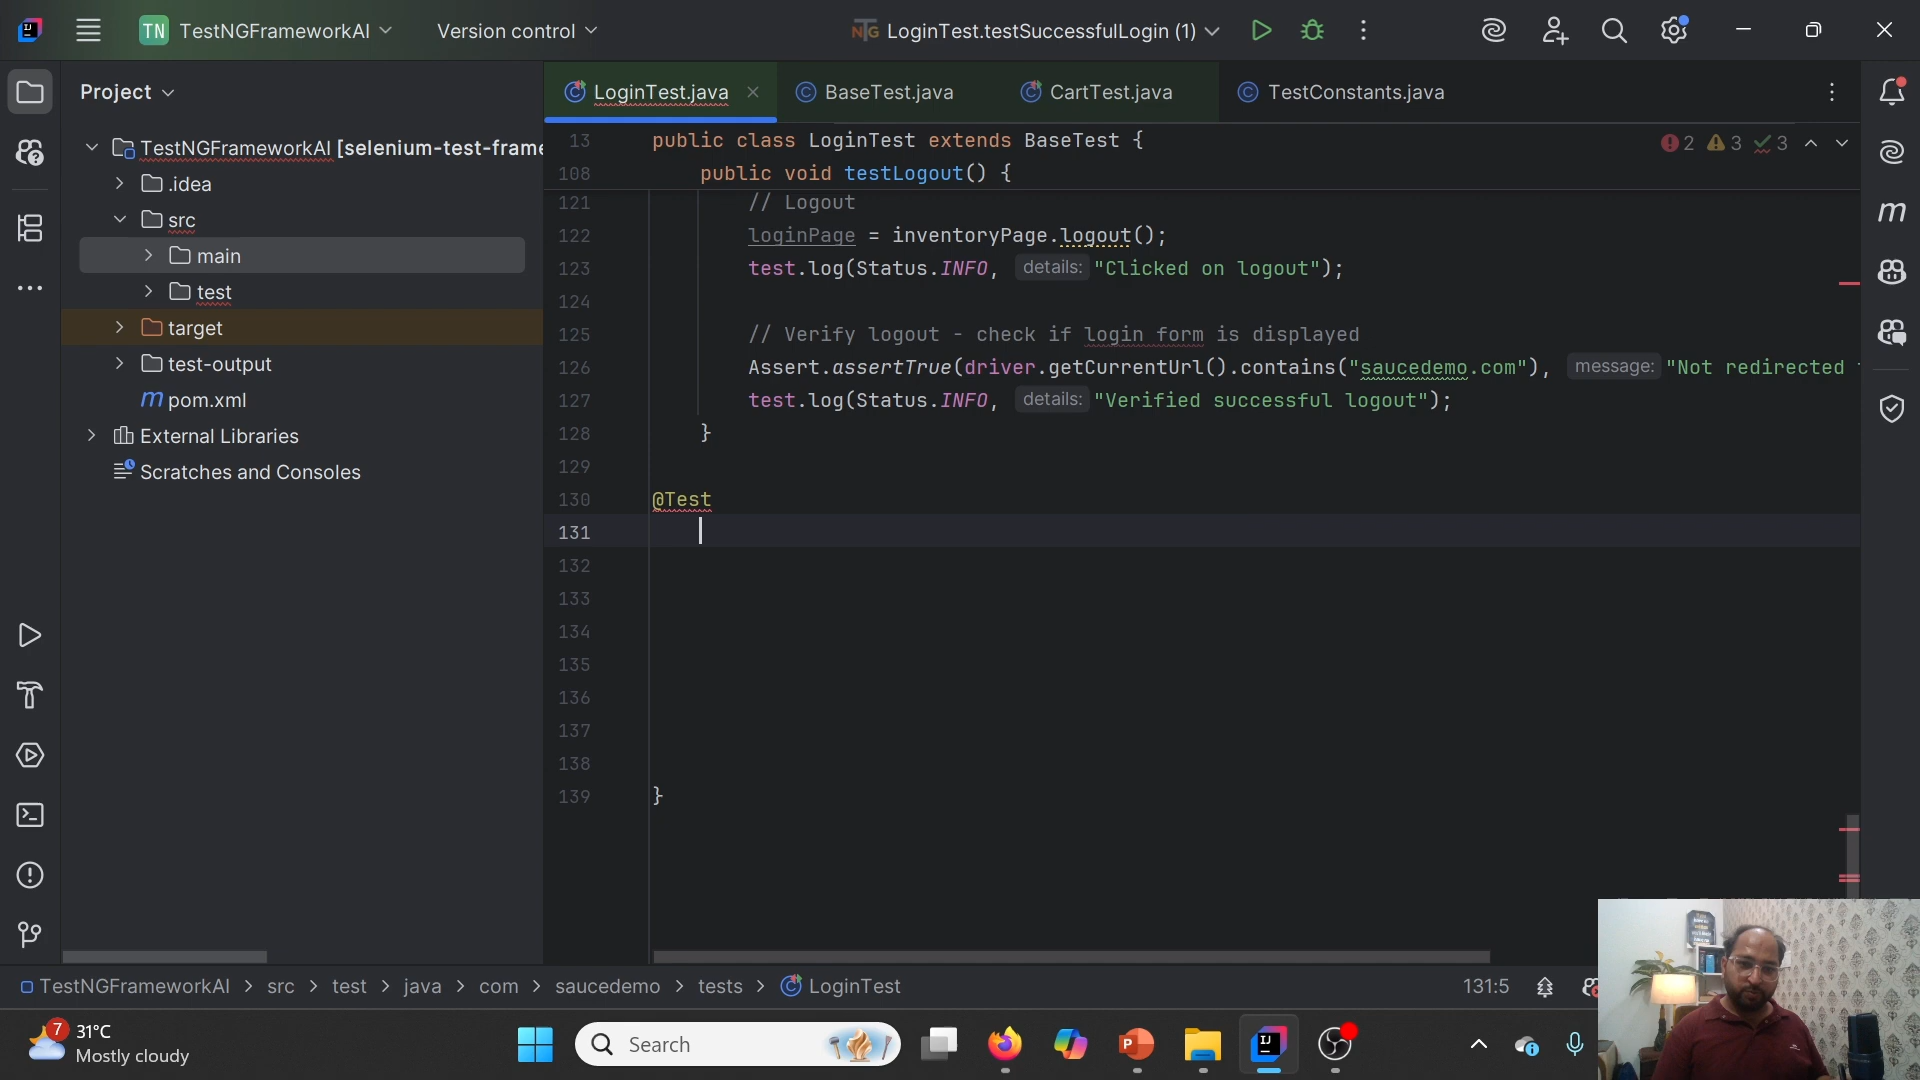 TN TestNGFrameworkAI Version control LoginTest.testSuccessfulLogin (1)
Project
LoginTest.java BaseTest.java CartTest.java TestConstants.java
TestNGFrameworkAI [selenium-test-frame
.idea
src
main
test
target
test-output
pom.xml
External Libraries
Scratches and Consoles
13 public class LoginTest extends BaseTest {
2 3 3
108 public void testLogout() {
121 // Logout
122 loginPage = inventoryPage.logout();
123 test.log(Status.INFO, details: "Clicked on logout");
124
125 // Verify logout - check if login form is displayed
126 Assert.assertTrue(driver.getCurrentUrl().contains("saucedemo.com"), message: "Not redirected
127 test.log(Status.INFO, details: "Verified successful logout");
128 }
129
130 @Test
131
132
133
134
135
136
137
138
139 }
TestNGFrameworkAI > src > test > java > com > saucedemo > tests > LoginTest
131:5
7 31°C
Mostly cloudy
Search